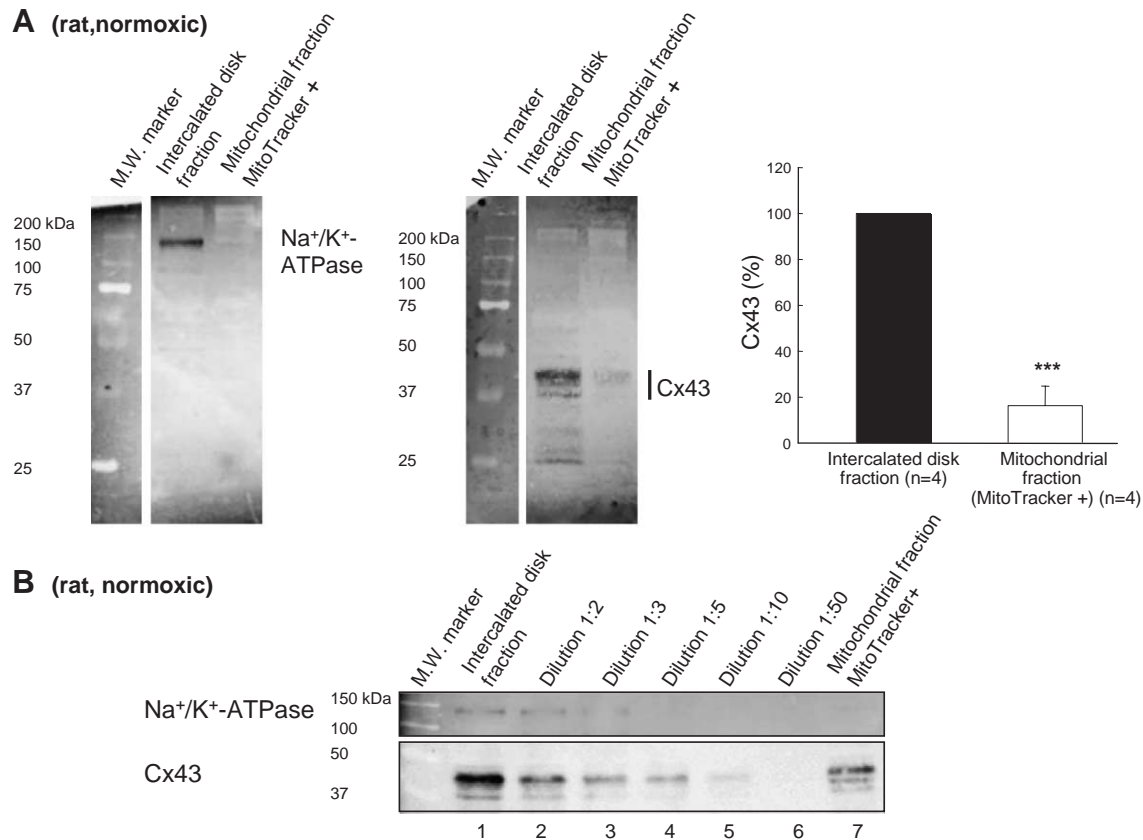 A (rat,normoxic)
M.W. marker
Intercalated disk
fraction
Mitochondrial fraction
MitoTracker +
200 kDa
150
100
75
50
37
25
Na⁺/K⁺-
ATPase
M.W. marker
Intercalated disk
fraction
Mitochondrial fraction
MitoTracker +
200 kDa
150
100
75
50
37
25
Cx43
Cx43 (%)
120
100
80
60
40
20
0
***
Intercalated disk
fraction (n=4)
Mitochondrial
fraction
(MitoTracker +) (n=4)
B (rat, normoxic)
M.W. marker
Intercalated disk
fraction
Dilution 1:2
Dilution 1:3
Dilution 1:5
Dilution 1:10
Dilution 1:50
Mitochondrial fraction
MitoTracker+
Na⁺/K⁺-ATPase
150 kDa
100
Cx43
50
37
1 2 3 4 5 6 7